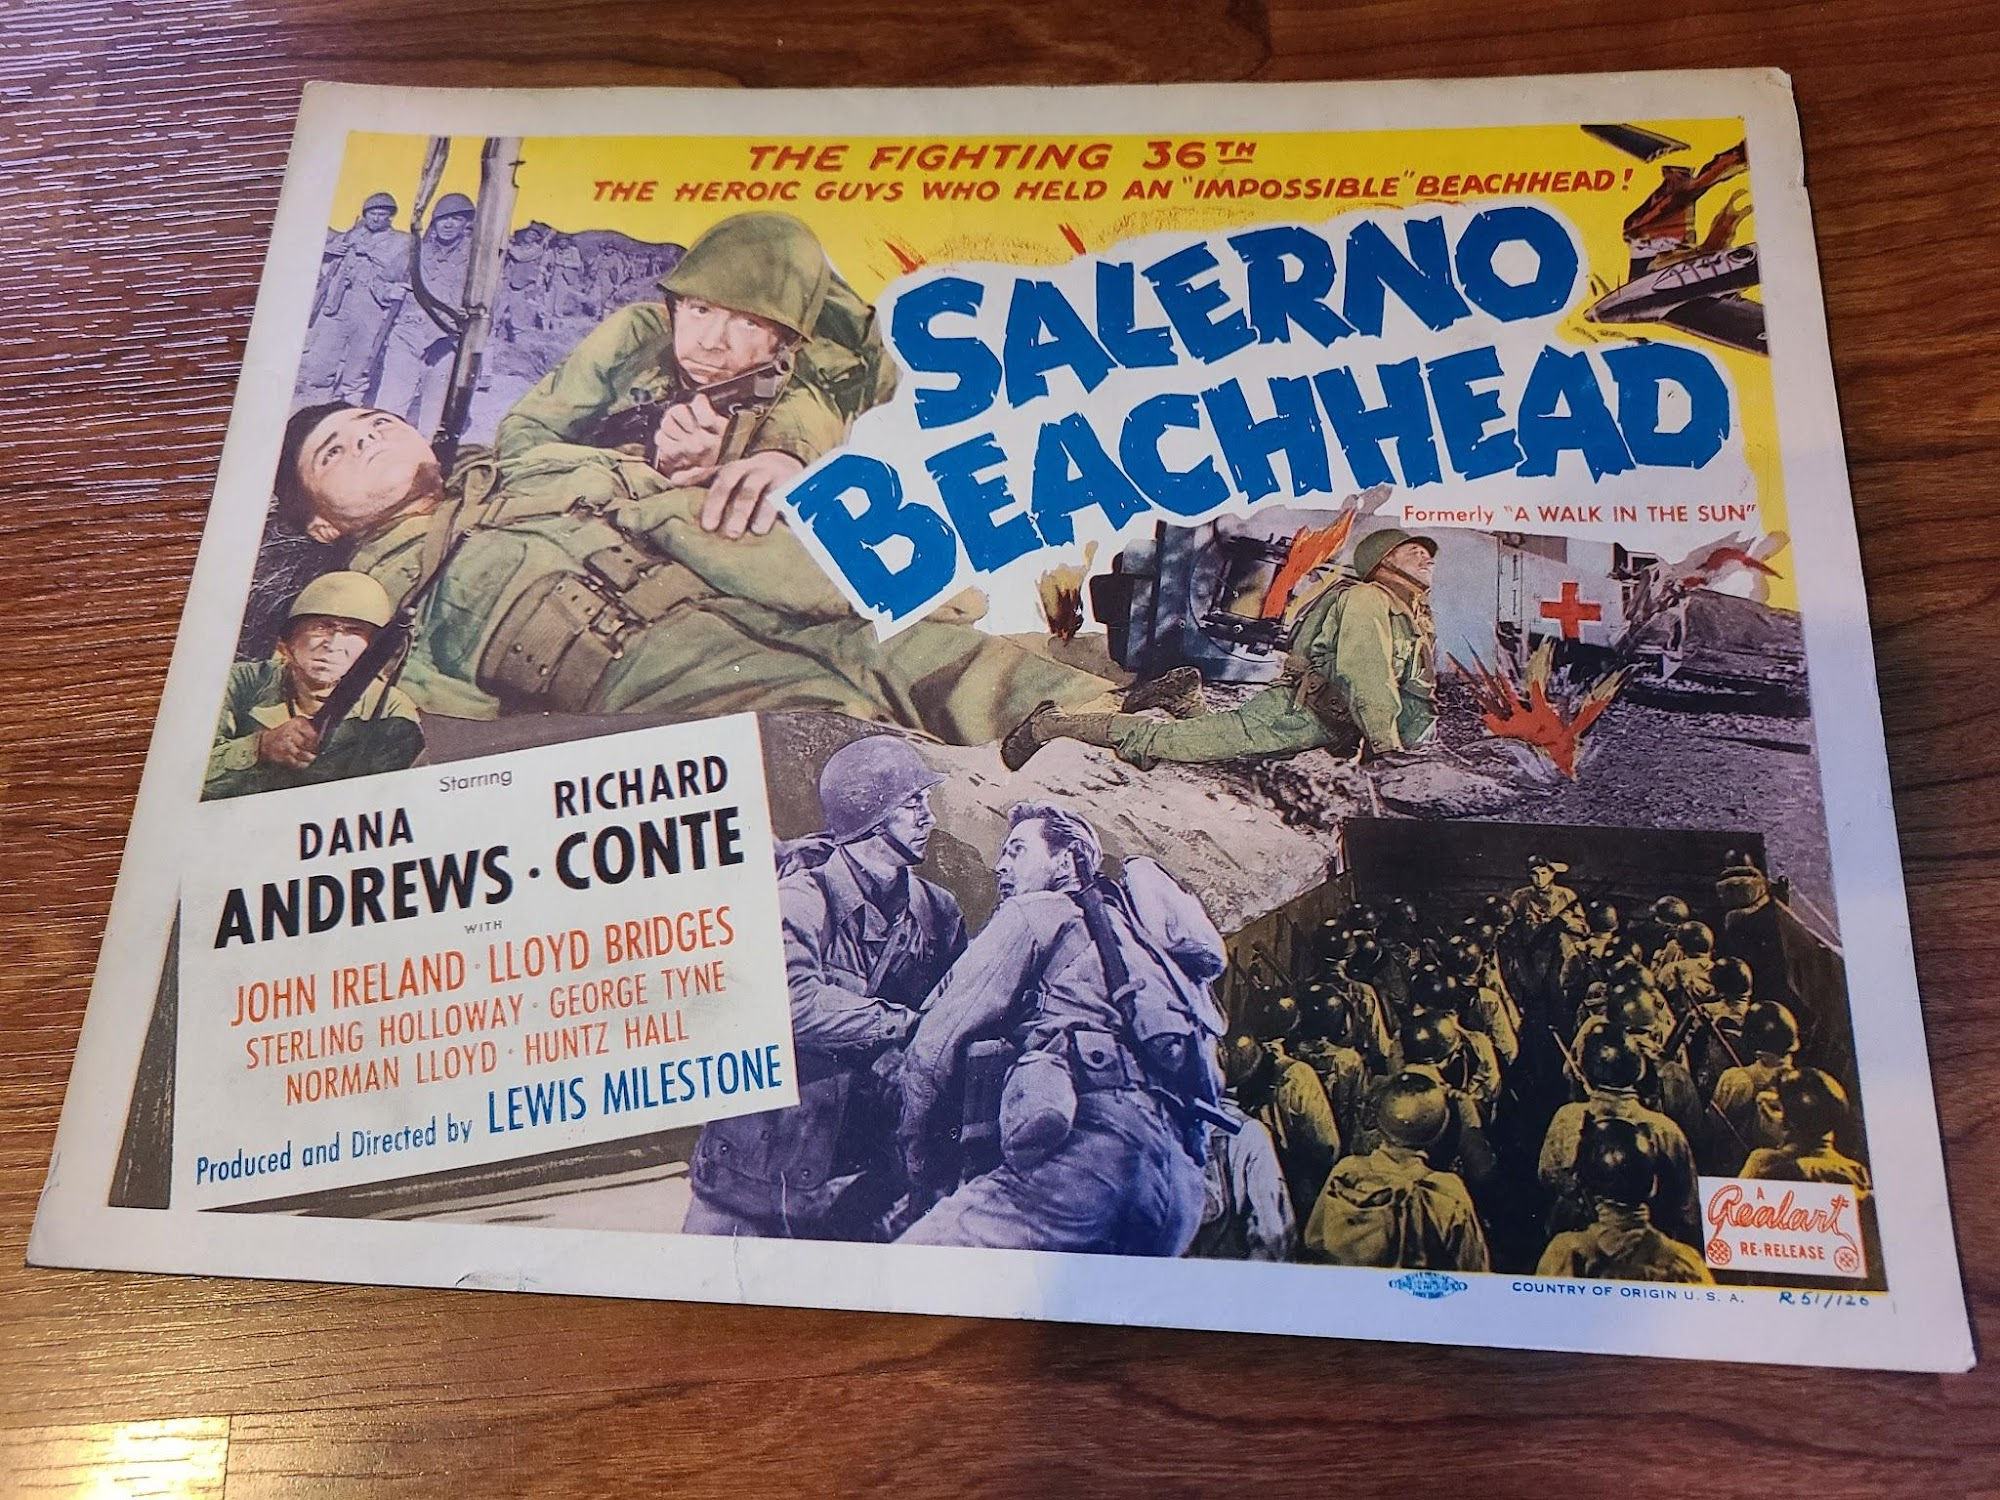 THE FIGHTING 36TH
THE HEROIC GUYS WHO HELD AN "IMPOSSIBLE" BEACHHEAD!
SALERNO
BEACHHEAD
Formerly "A WALK IN THE SUN"
Starring
DANA ANDREWS · RICHARD CONTE
WITH
JOHN IRELAND · LLOYD BRIDGES
STERLING HOLLOWAY · GEORGE TYNE
NORMAN LLOYD · HUNTZ HALL
Produced and Directed by LEWIS MILESTONE
A
Realart
RE-RELEASE
COUNTRY OF ORIGIN U. S. A. R51/126